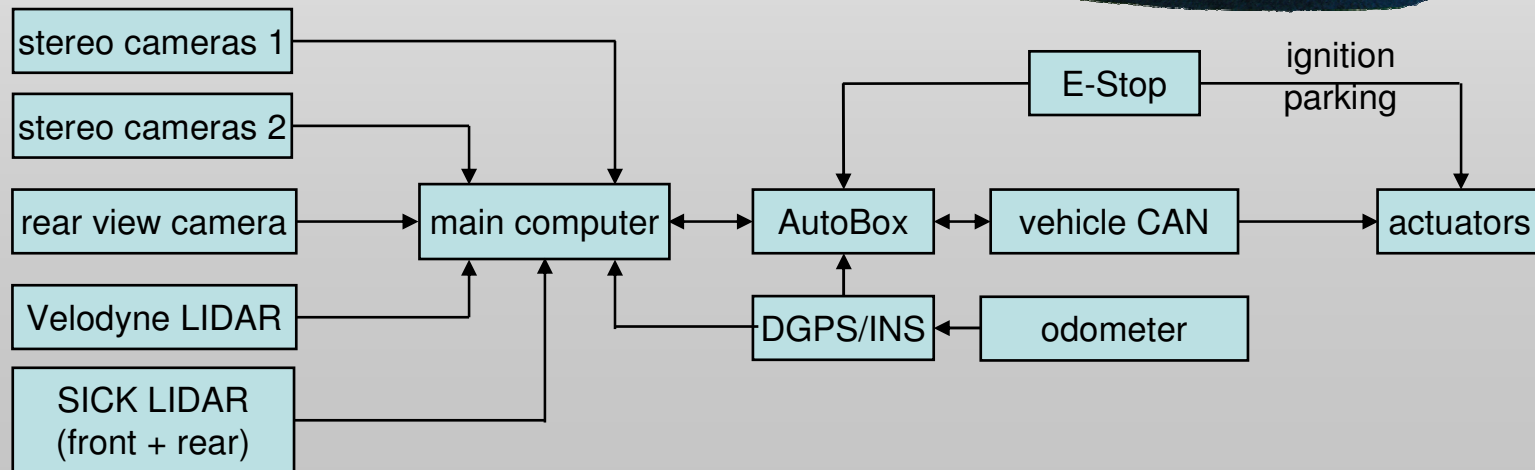 stereo cameras 1
stereo cameras 2
rear view camera
Velodyne LIDAR
SICK LIDAR
(front + rear)
main computer
AutoBox
DGPS/INS
E-Stop
vehicle CAN
odometer
ignition
parking
actuators